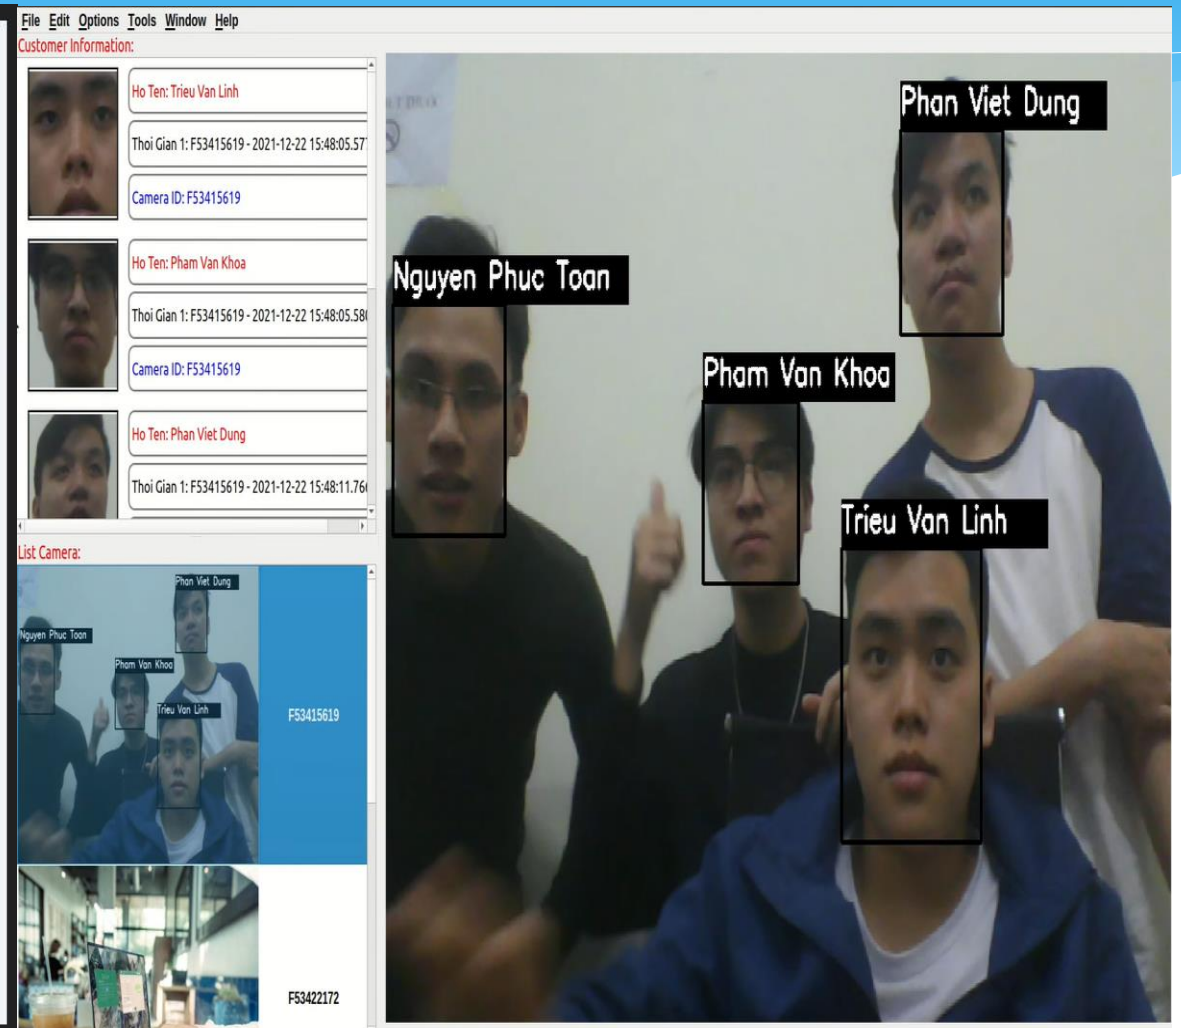 File Edit Options Tools Window Help
Customer Information:
Ho Ten: Trieu Van Linh
Thoi Gian 1: F53415619 - 2021-12-22 15:48:05.57
Camera ID: F53415619
Ho Ten: Pham Van Khoa
Thoi Gian 1: F53415619 - 2021-12-22 15:48:05.58
Camera ID: F53415619
Ho Ten: Phan Viet Dung
Thoi Gian 1: F53415619 - 2021-12-22 15:48:11.76
List Camera:
Phan Viet Dung
Nguyen Phuc Toan
Pham Van Khoa
Trieu Van Linh
F53415619
F53422172
Phan Viet Dung
Nguyen Phuc Toan
Pham Van Khoa
Trieu Van Linh